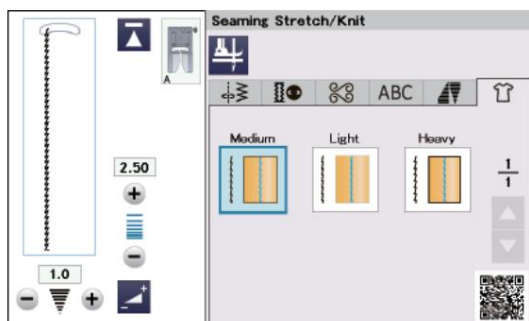 Seaming Stretch/Knit
A
ABC
Medium Light Heavy
2.50
1
1
1.0